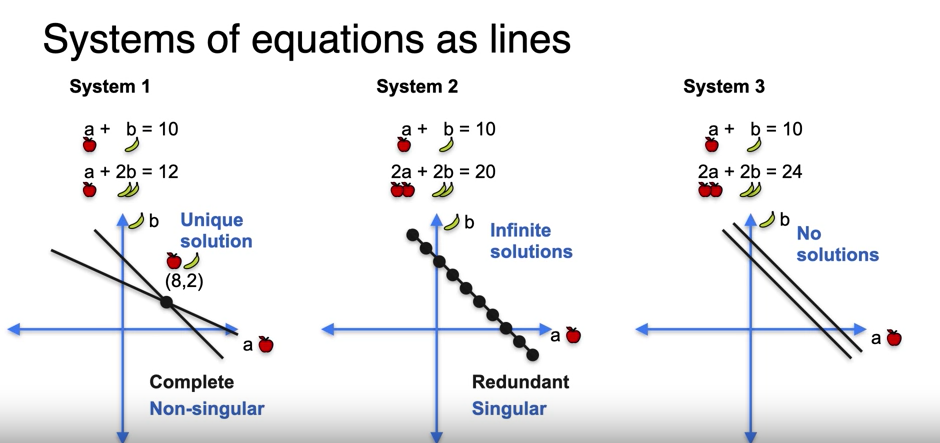 Systems of equations as lines
System 1
a + b = 10
a + 2b = 12
b
Unique
solution
(8,2)
a
Complete
Non-singular
System 2
a + b = 10
2a + 2b = 20
b
Infinite
solutions
a
Redundant
Singular
System 3
a + b = 10
2a + 2b = 24
b
No
solutions
a